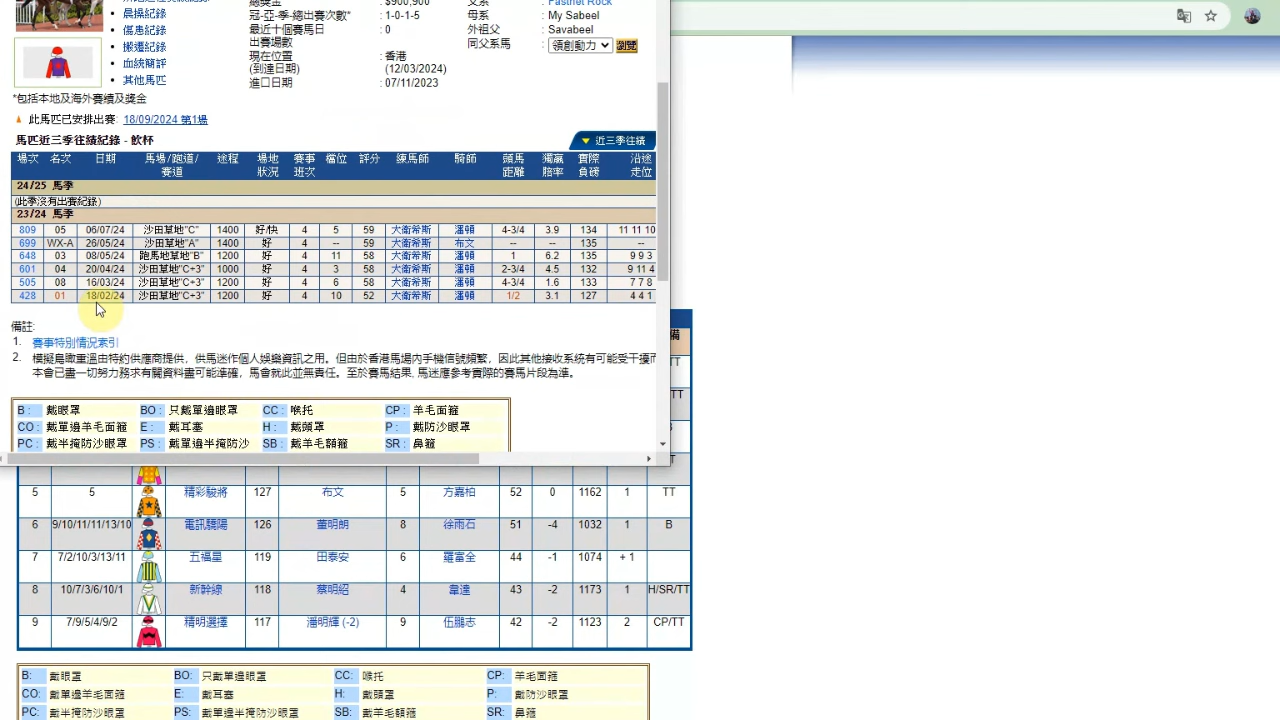 總獎金 : $900,900
冠-亞-季-總出賽次數* : 1-0-1-5
最近十個賽馬日 : 0
出賽場數
現在位置 : 香港
(到達日期) (12/03/2024)
進口日期 : 07/11/2023
Fastnet Rock
母系 : My Sabeel
外祖父 : Savabeel
同父系馬 : 領創動力 瀏覽
• 晨操紀錄
• 傷患紀錄
• 搬遷紀錄
• 血統簡評
• 其他馬匹
*包括本地及海外賽績及獎金
此馬匹已安排出賽: 18/09/2024 第1場
馬匹近三季往績紀錄 - 飲杯
近三季往績
場次 名次 日期 馬場/跑道/賽道 途程 場地狀況 賽事班次 檔位 評分 練馬師 騎師 頭馬距離 獨贏賠率 實際負磅 沿途走位
24/25 馬季
(此季沒有出賽紀錄)
23/24 馬季
809 05 06/07/24 沙田草地"C" 1400 好/快 4 5 59 大衛希斯 潘頓 4-3/4 3.9 134 11 11 10
699 WX-A 26/05/24 沙田草地"A" 1400 好 4 -- 59 大衛希斯 布文 -- -- 135 --
648 03 08/05/24 跑馬地草地"B" 1200 好 4 11 58 大衛希斯 潘頓 1 6.2 135 9 9 3
601 04 20/04/24 沙田草地"C+3" 1000 好 4 3 58 大衛希斯 潘頓 2-3/4 4.5 132 9 11 4
505 08 16/03/24 沙田草地"C+3" 1200 好 4 6 58 大衛希斯 潘頓 4-3/4 1.6 133 7 7 8
428 01 18/02/24 沙田草地"C+3" 1200 好 4 10 52 大衛希斯 潘頓 1/2 3.1 127 4 4 1
備註:
1. 賽事特別情況索引
2. 模擬鳥瞰重溫由特約供應商提供，供馬迷作個人娛樂資訊之用。但由於香港馬場內手機信號頻繁，因此其他接收系統有可能受干擾而
本會已盡一切努力務求有關資料盡可能準確，馬會就此並無責任。至於賽馬結果, 馬迷應參考實際的賽馬片段為準。
B : 戴眼罩 BO : 只戴單邊眼罩 CC : 喉托 CP : 羊毛面箍
CO : 戴單邊羊毛面箍 E : 戴耳塞 H : 戴頭罩 P : 戴防沙眼罩
PC : 戴半掩防沙眼罩 PS : 戴單邊半掩防沙 SB : 戴羊毛額箍 SR : 鼻箍
備
TT
5 5 精彩駿將 127 布文 5 方嘉柏 52 0 1162 1 TT
6 9/10/11/11/13/10 電訊驕陽 126 董明朗 8 徐雨石 51 -4 1032 1 B
7 7/2/10/3/13/11 五福星 119 田泰安 6 羅富全 44 -1 1074 + 1
8 10/7/3/6/10/1 新幹線 118 蔡明紹 4 韋達 43 -2 1173 1 H/SR/TT
9 7/9/5/4/9/2 精明選擇 117 潘明輝 (-2) 9 伍鵬志 42 -2 1123 2 CP/TT
B: 戴眼罩 BO: 只戴單邊眼罩 CC: 喉托 CP: 羊毛面箍
CO: 戴單邊羊毛面箍 E: 戴耳塞 H: 戴頭罩 P: 戴防沙眼罩
PC: 戴半掩防沙眼罩 PS: 戴單邊半掩防沙眼罩 SB: 戴羊毛額箍 SR: 鼻箍